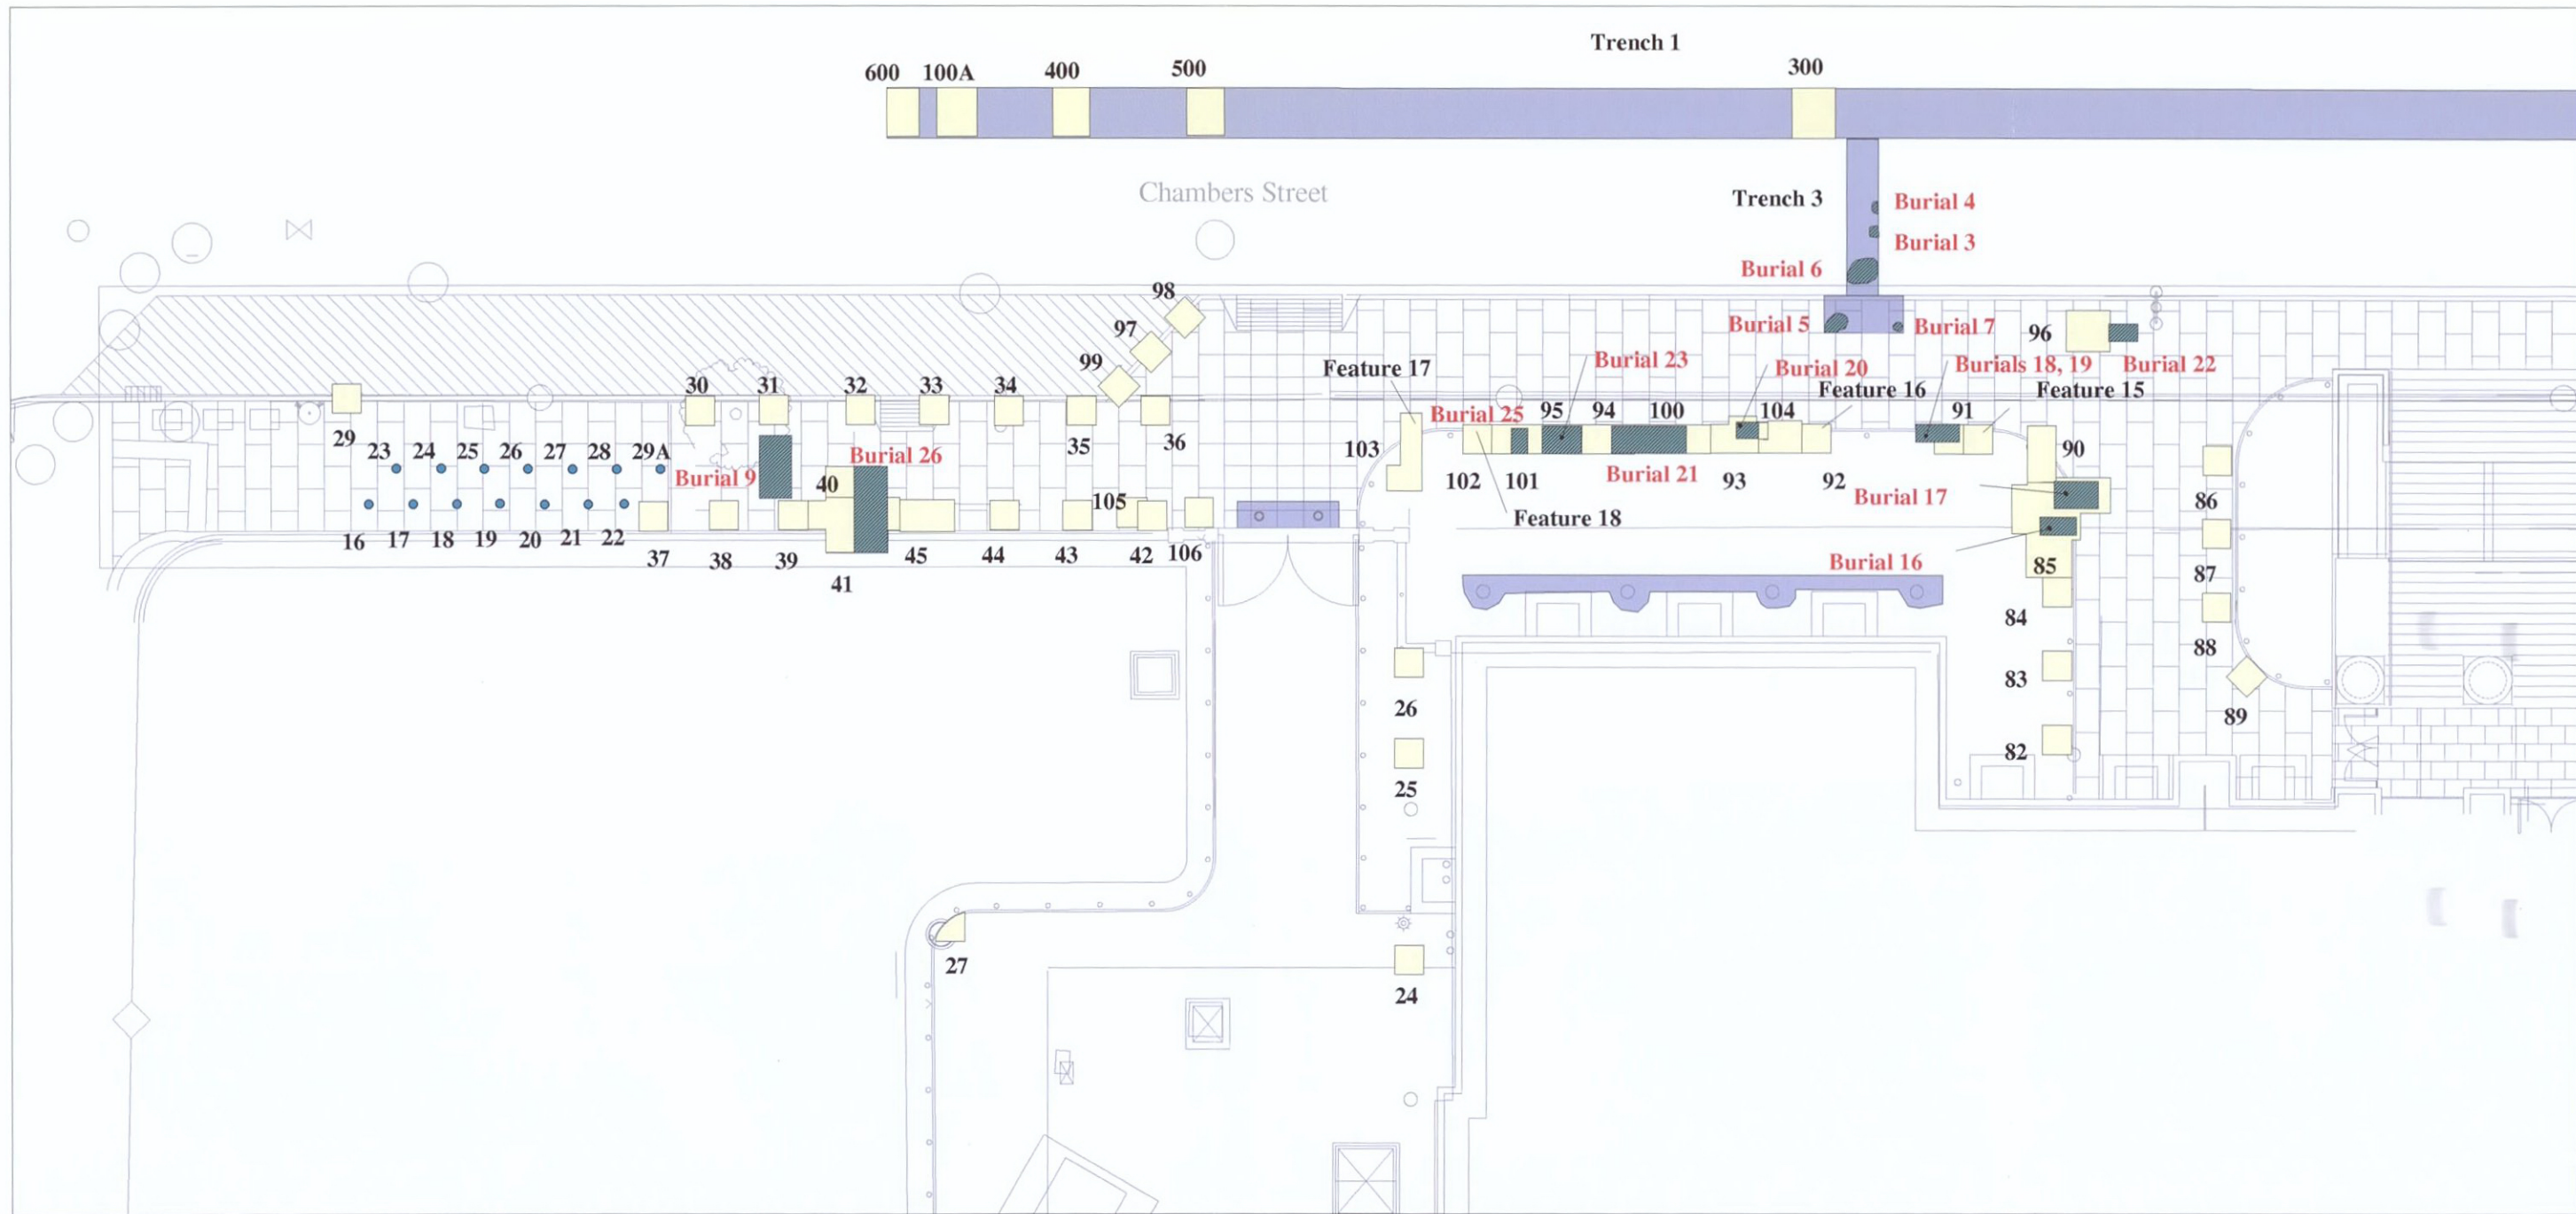 Trench 1
600 100A 400 500 300
Chambers Street
Trench 3
Burial 4
Burial 3
Burial 6
98
Burial 5
Burial 7
97
96
99
Feature 17
Burial 23
Burial 20
Burials 18, 19
Burial 22
30 31 32 33 34
Feature 16
Feature 15
Burial 25
95 94 100 104 91
29
35 36
103
90
23 24 25 26 27 28 29A
Burial 26
Burial 9
40
102 101
Burial 21
93 92
Burial 17
86
105
Feature 18
16 17 18 19 20 21 22
37 38 39 45 44 43 42 106
Burial 16
85
87
41
84
88
83
26
89
82
25
27
24